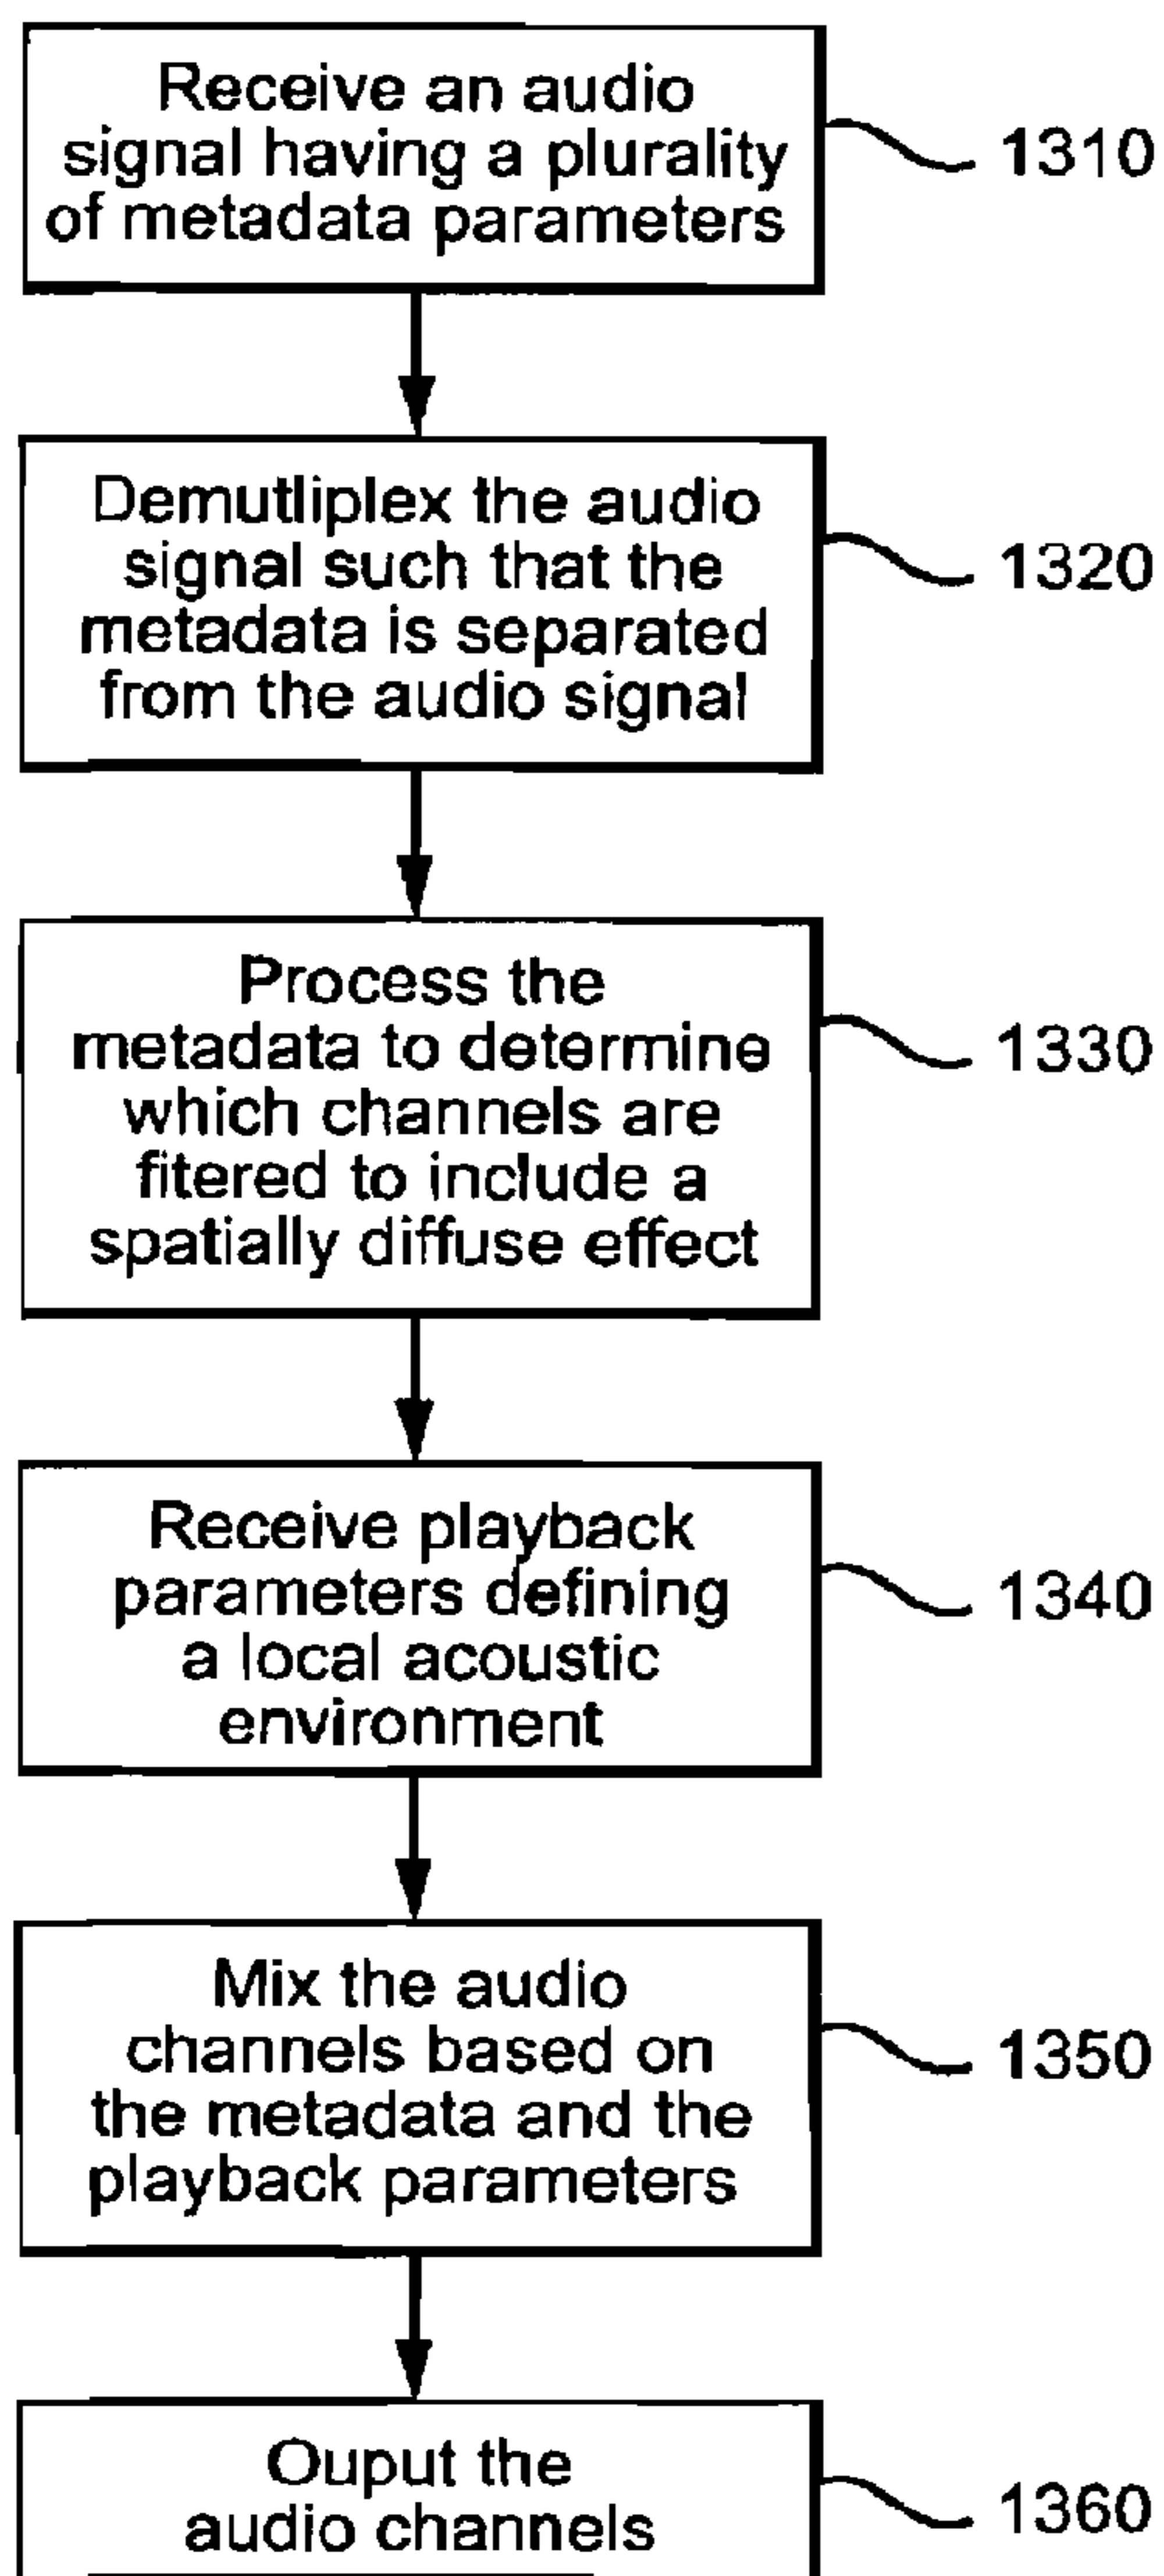 Receive an audio
signal having a plurality
of metadata parameters
1310
Demutliplex the audio
signal such that the
metadata is separated
from the audio signal
1320
Process the
metadata to determine
which channels are
fitered to include a
spatially diffuse effect
1330
Receive playback
parameters defining
a local acoustic
environment
1340
Mix the audio
channels based on
the metadata and the
playback parameters
1350
Ouput the
audio channels
1360